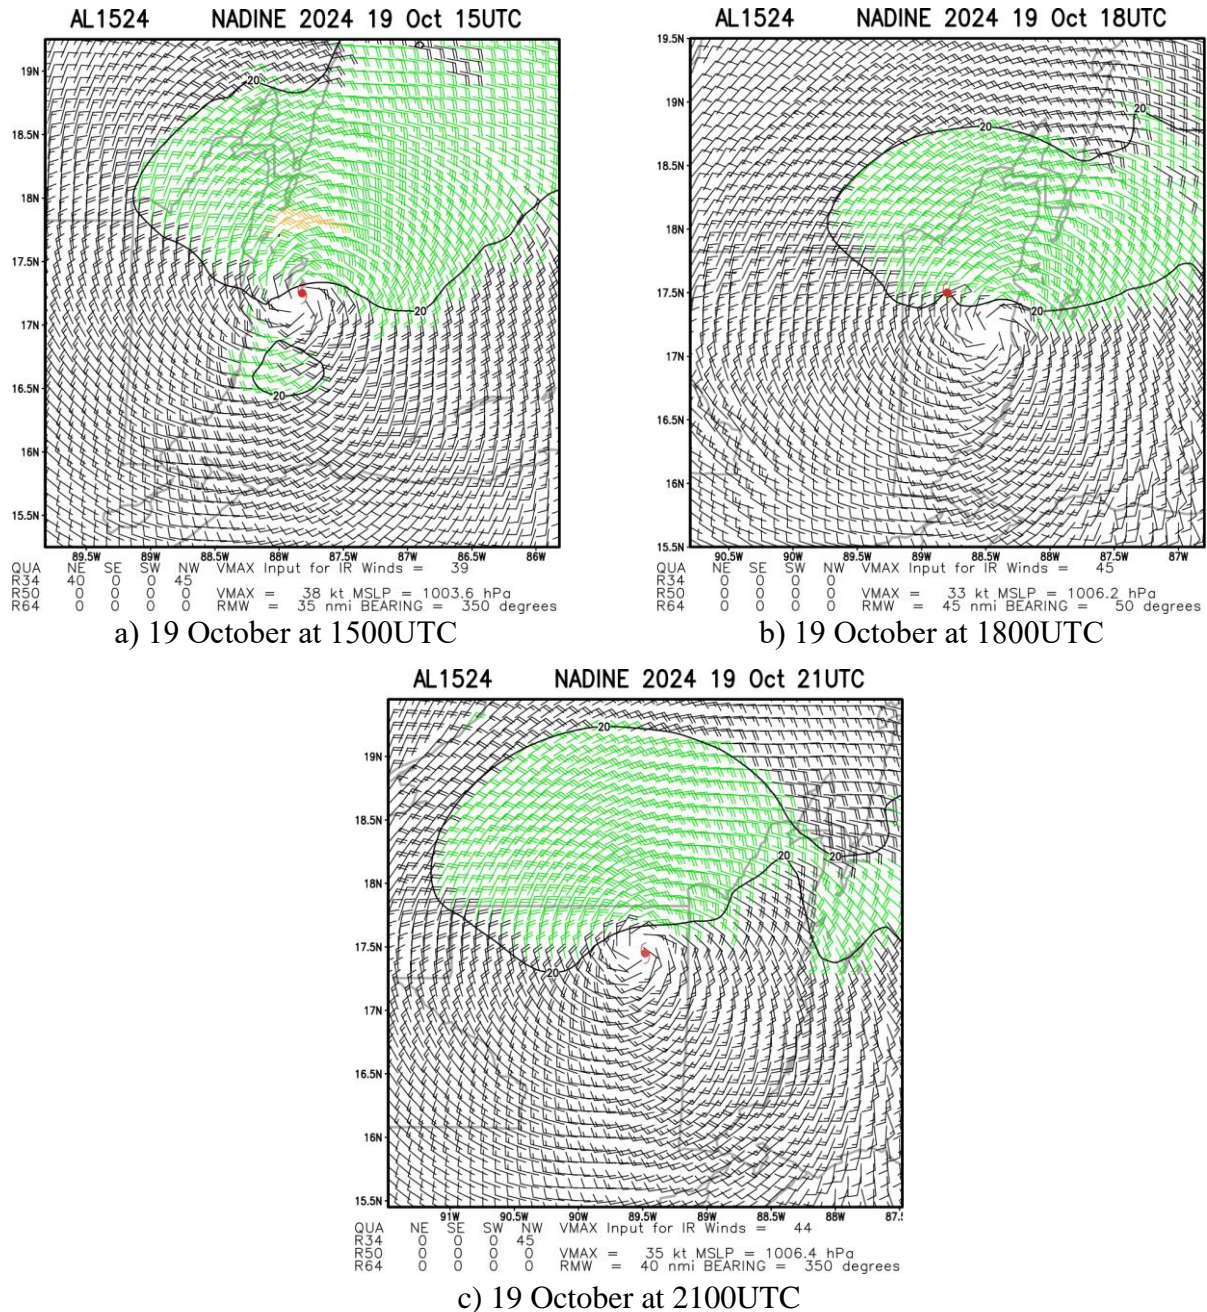 AL1524 NADINE 2024 19 Oct 15UTC
20
19N
18.5N
18N
17.5N
17N
20
16.5N
20
16N
15.5N
89.5W 89W 88.5W 88W 87.5W 87W 86.5W 86W
QUA NE SE SW NW VMAX Input for IR Winds = 39
R34 40 0 0 45
R50 0 0 0 0 VMAX = 38 kt MSLP = 1003.6 hPa
R64 0 0 0 0 RMW = 35 nmi BEARING = 350 degrees
a) 19 October at 1500UTC
AL1524 NADINE 2024 19 Oct 18UTC
19.5N
19N
20
20
18.5N
18N
17.5N
20
17N
16.5N
16N
15.5N
90.5W 90W 89.5W 89W 88.5W 88W 87.5W 87W
QUA NE SE SW NW VMAX Input for IR Winds = 45
R34 0 0 0 0
R50 0 0 0 0 VMAX = 33 kt MSLP = 1006.2 hPa
R64 0 0 0 0 RMW = 45 nmi BEARING = 50 degrees
b) 19 October at 1800UTC
AL1524 NADINE 2024 19 Oct 21UTC
20
19N
18.5N
20 20
18N
17.5N
20
17N
16.5N
16N
15.5N
91W 90.5W 90W 89.5W 89W 88.5W 88W 87.5
QUA NE SE SW NW VMAX Input for IR Winds = 44
R34 0 0 0 45
R50 0 0 0 0 VMAX = 35 kt MSLP = 1006.4 hPa
R64 0 0 0 0 RMW = 40 nmi BEARING = 350 degrees
c) 19 October at 2100UTC